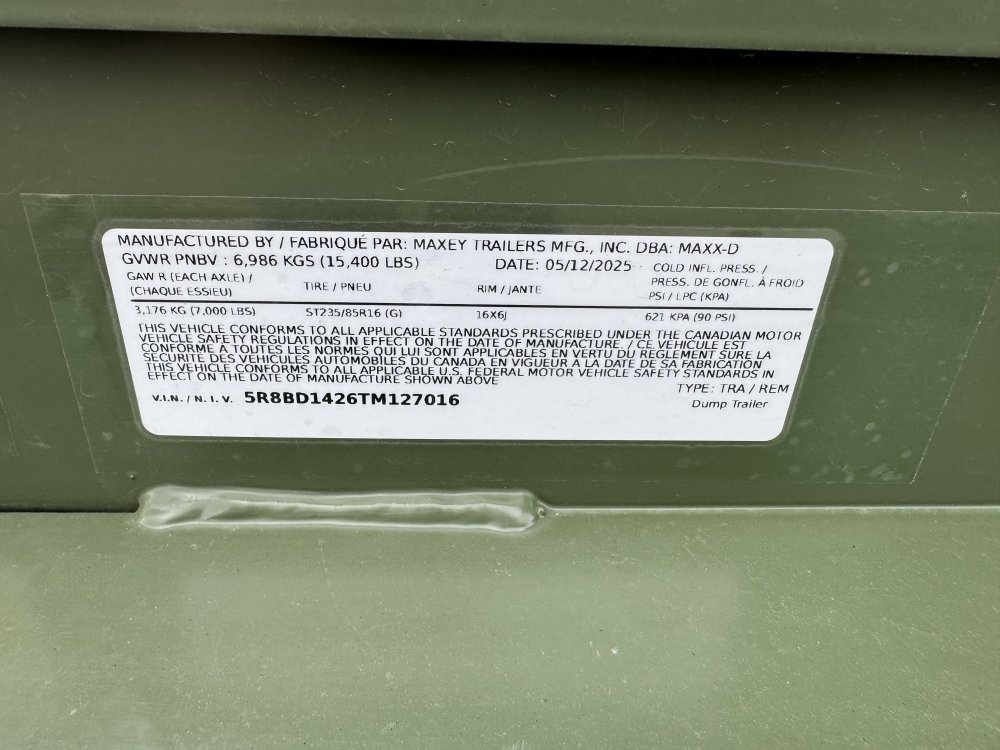 MANUFACTURED BY / FABRIQUÉ PAR: MAXEY TRAILERS MFG., INC. DBA: MAXX-D
GVWR PNBV : 6,986 KGS (15,400 LBS) DATE: 05/12/2025
GAW R (EACH AXLE) /
(CHAQUE ESSIEU)
TIRE / PNEU
RIM / JANTE
COLD INFL. PRESS. /
PRESS. DE GONFL. À FROID
PSI / LPC (KPA)
3,176 KG (7,000 LBS) ST235/85R16 (G) 16X6J 621 KPA (90 PSI)
THIS VEHICLE CONFORMS TO ALL APPLICABLE STANDARDS PRESCRIBED UNDER THE CANADIAN MOTOR
VEHICLE SAFETY REGULATIONS IN EFFECT ON THE DATE OF MANUFACTURE. / CE VEHICULE EST
CONFORME A TOUTES LES NORMES QUI LUI SONT APPLICABLES EN VERTU DU REGLEMENT SURE LA
SECURITE DES VEHICULES AUTOMOBILES DU CANADA EN VIGUEUR A LA DATE DE SA FABRICATION
THIS VEHICLE CONFORMS TO ALL APPLICABLE U.S. FEDERAL MOTOR VEHICLE SAFETY STANDARDS IN
EFFECT ON THE DATE OF MANUFACTURE SHOWN ABOVE
TYPE: TRA / REM
V.I.N. / N. I. V. 5R8BD1426TM127016
Dump Trailer